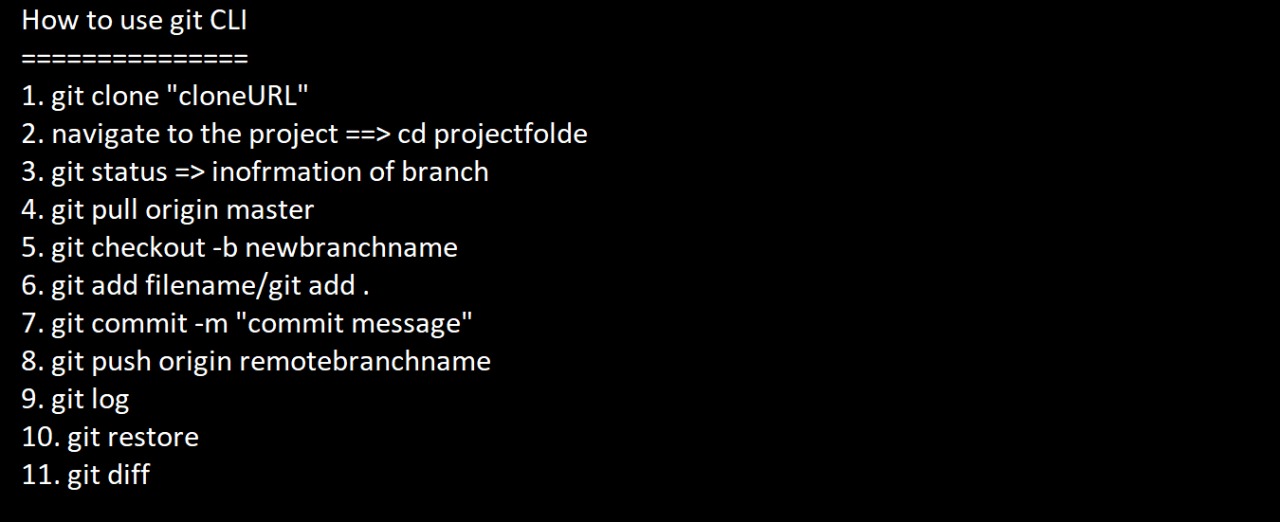 How to use git CLI
===============
1. git clone "cloneURL"
2. navigate to the project ==> cd projectfolde
3. git status => inofrmation of branch
4. git pull origin master
5. git checkout -b newbranchname
6. git add filename/git add .
7. git commit -m "commit message"
8. git push origin remotebranchname
9. git log
10. git restore
11. git diff